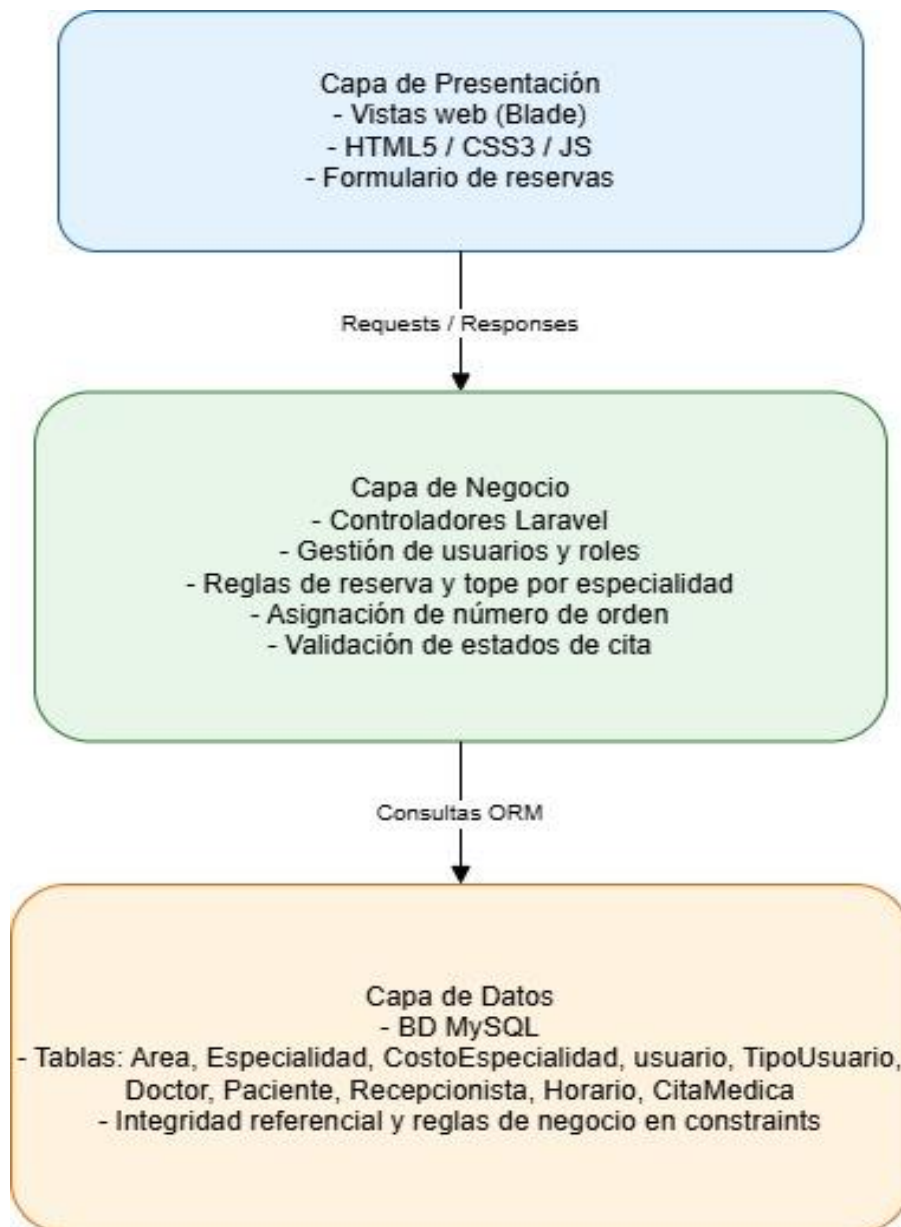 Capa de Presentación
- Vistas web (Blade)
- HTML5 / CSS3 / JS
- Formulario de reservas
Requests / Responses
Capa de Negocio
- Controladores Laravel
- Gestión de usuarios y roles
- Reglas de reserva y tope por especialidad
- Asignación de número de orden
- Validación de estados de cita
Consultas ORM
Capa de Datos
- BD MySQL
- Tablas: Area, Especialidad, CostoEspecialidad, usuario, TipoUsuario,
Doctor, Paciente, Recepcionista, Horario, CitaMedica
- Integridad referencial y reglas de negocio en constraints